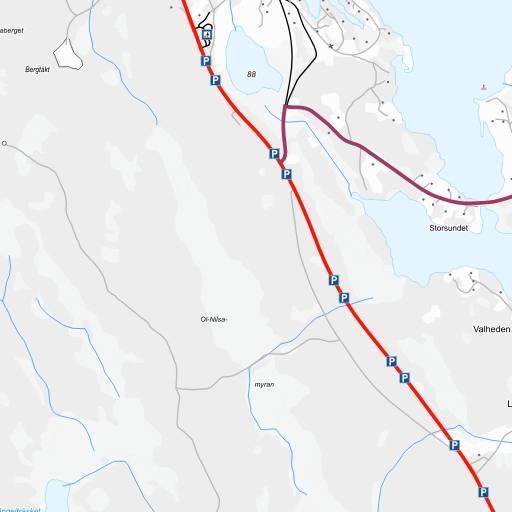 aberget
Bergtäkt
88
P
P
P
P
Storsundet
P
P
Ol-Nilsa-
Valheden
P
P
myran
L
P
P